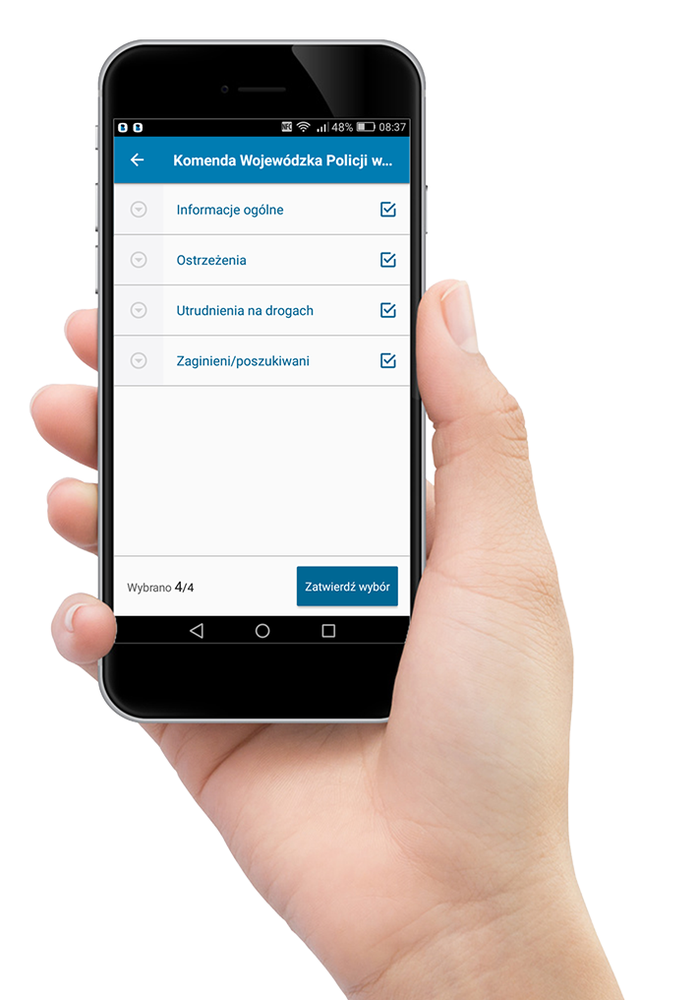 NFC 48% 08:37
Komenda Wojewódzka Policji w...
Informacje ogólne
Ostrzeżenia
Utrudnienia na drogach
Zaginieni/poszukiwani
Wybrano 4/4
Zatwierdź wybór